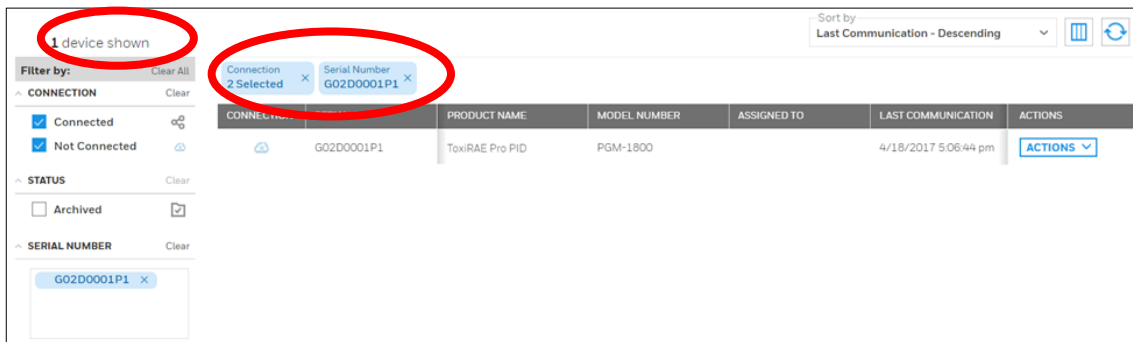 Sort by
Last Communication - Descending
1 device shown
Filter by: Clear All
Connection
2 Selected ×
Serial Number
G02D0001P1 ×
CONNECTION Clear
Connected
Not Connected
STATUS Clear
Archived
SERIAL NUMBER Clear
G02D0001P1 ×
CONNECTION PRODUCT NAME MODEL NUMBER ASSIGNED TO LAST COMMUNICATION ACTIONS
G02D0001P1 ToxiRAE Pro PID PGM-1800 4/18/2017 5:06:44 pm ACTIONS